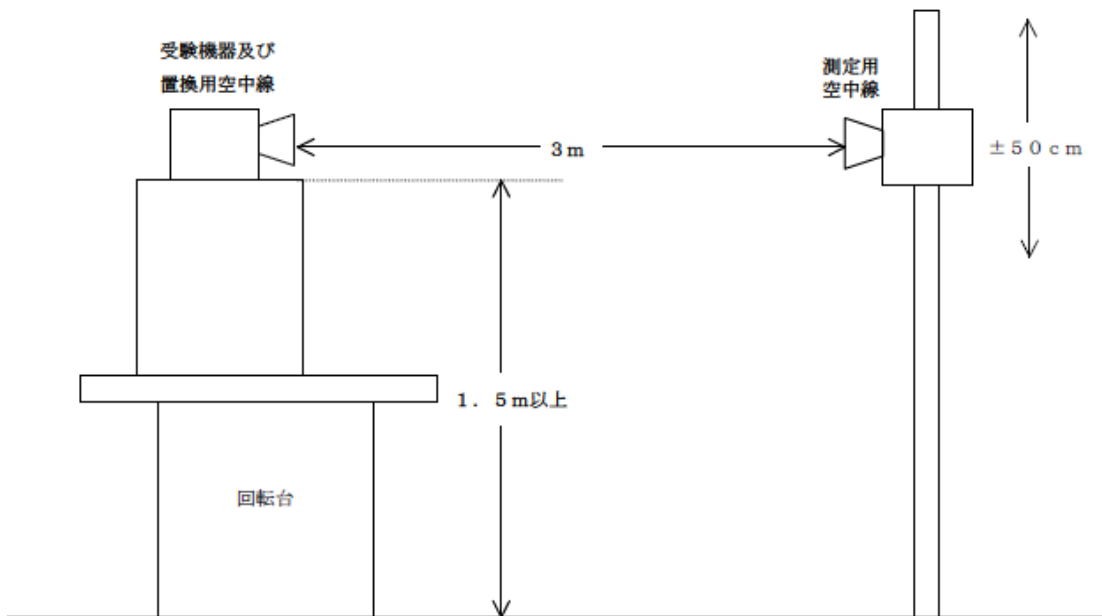 受験機器及び
置換用空中線
測定用
空中線
３ｍ
±５０ｃｍ
１．５ｍ以上
回転台